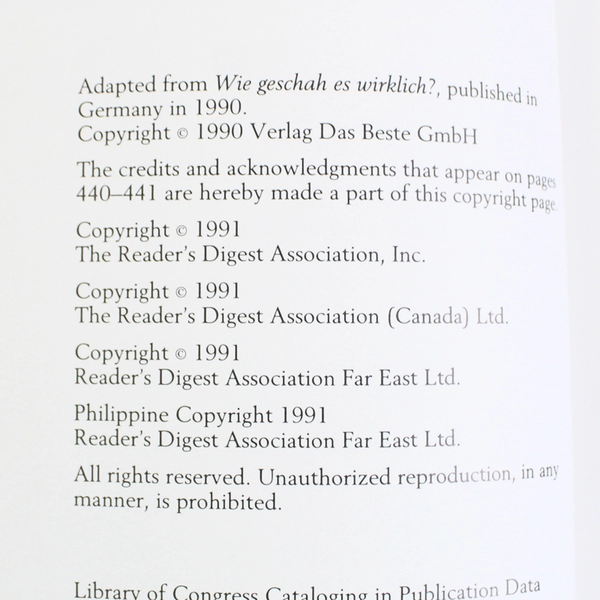 Adapted from Wie geschah es wirklich?, published in
Germany in 1990.
Copyright © 1990 Verlag Das Beste GmbH
The credits and acknowledgments that appear on pages
440–441 are hereby made a part of this copyright page.
Copyright © 1991
The Reader's Digest Association, Inc.
Copyright © 1991
The Reader's Digest Association (Canada) Ltd.
Copyright © 1991
Reader's Digest Association Far East Ltd.
Philippine Copyright 1991
Reader's Digest Association Far East Ltd.
All rights reserved. Unauthorized reproduction, in any
manner, is prohibited.
Library of Congress Cataloging in Publication Data